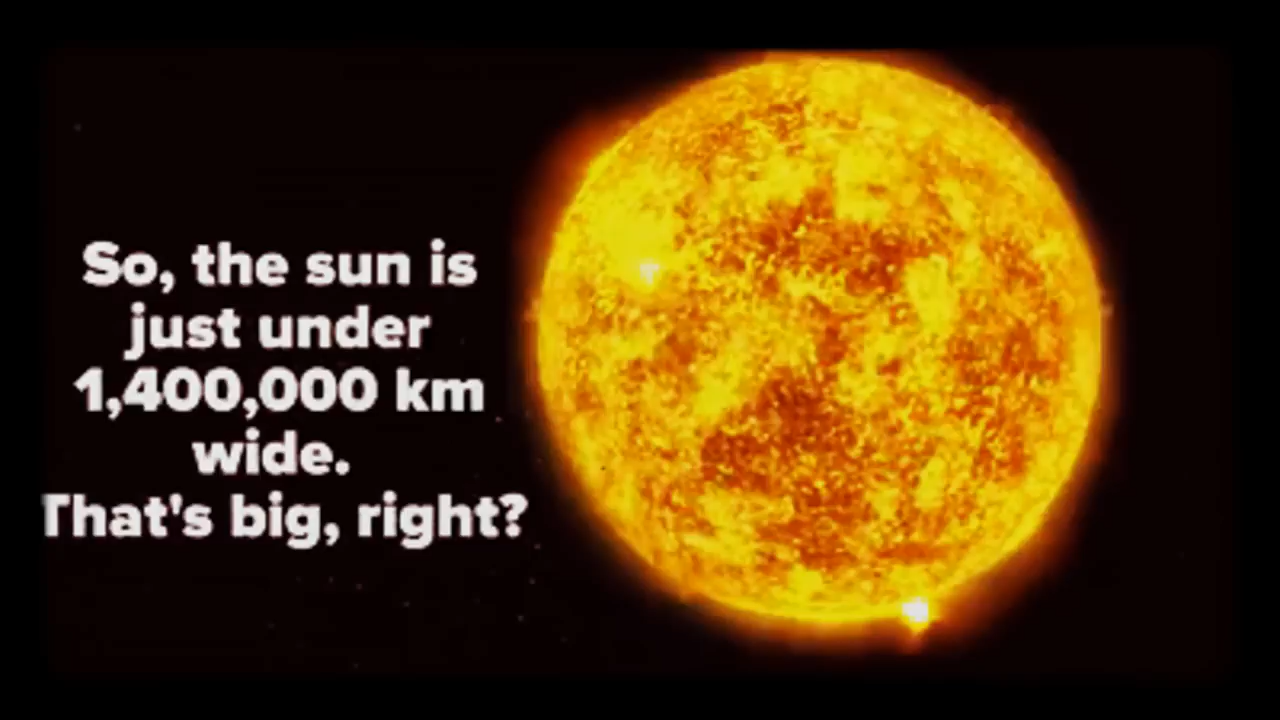 So, the sun is
just under
1,400,000 km
wide.
That's big, right?